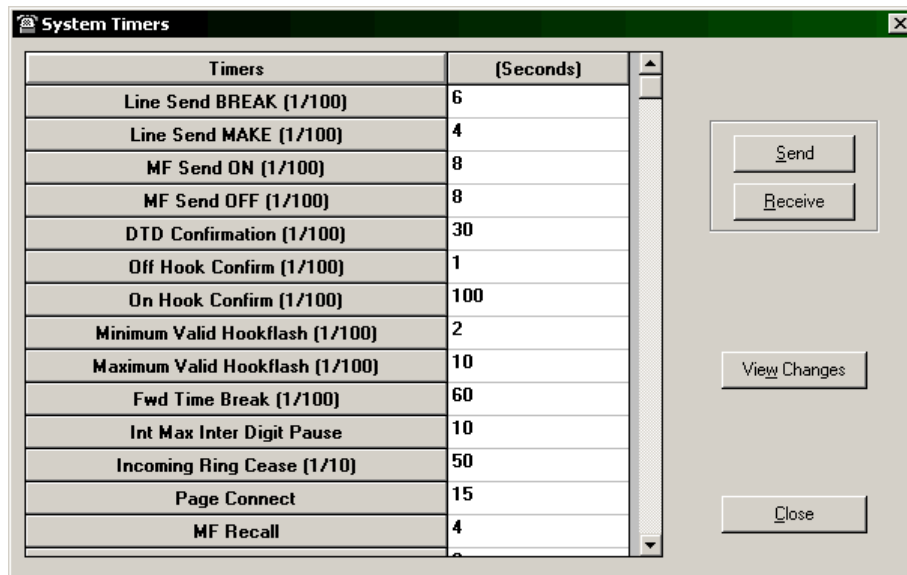 System Timers
Timers (Seconds)
Line Send BREAK (1/100) 6
Line Send MAKE (1/100) 4
MF Send ON (1/100) 8
MF Send OFF (1/100) 8
DTD Confirmation (1/100) 30
Off Hook Confirm (1/100) 1
On Hook Confirm (1/100) 100
Minimum Valid Hookflash (1/100) 2
Maximum Valid Hookflash (1/100) 10
Fwd Time Break (1/100) 60
Int Max Inter Digit Pause 10
Incoming Ring Cease (1/10) 50
Page Connect 15
MF Recall 4
Send
Receive
View Changes
Close